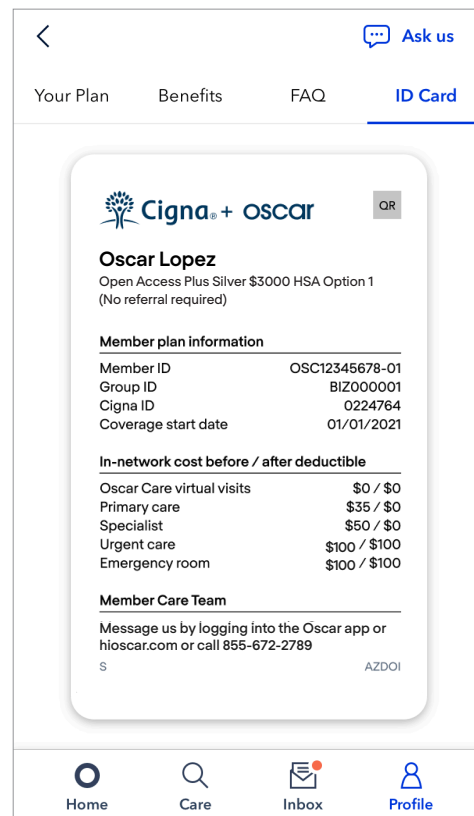 Ask us
Your Plan Benefits FAQ ID Card
Cigna® + oscar QR
Oscar Lopez
Open Access Plus Silver $3000 HSA Option 1
(No referral required)
Member plan information
Member ID OSC12345678-01
Group ID BIZ000001
Cigna ID 0224764
Coverage start date 01/01/2021
In-network cost before / after deductible
Oscar Care virtual visits $0 / $0
Primary care $35 / $0
Specialist $50 / $0
Urgent care $100 / $100
Emergency room $100 / $100
Member Care Team
Message us by logging into the Oscar app or
hioscar.com or call 855-672-2789
S AZDOI
Home Care Inbox Profile